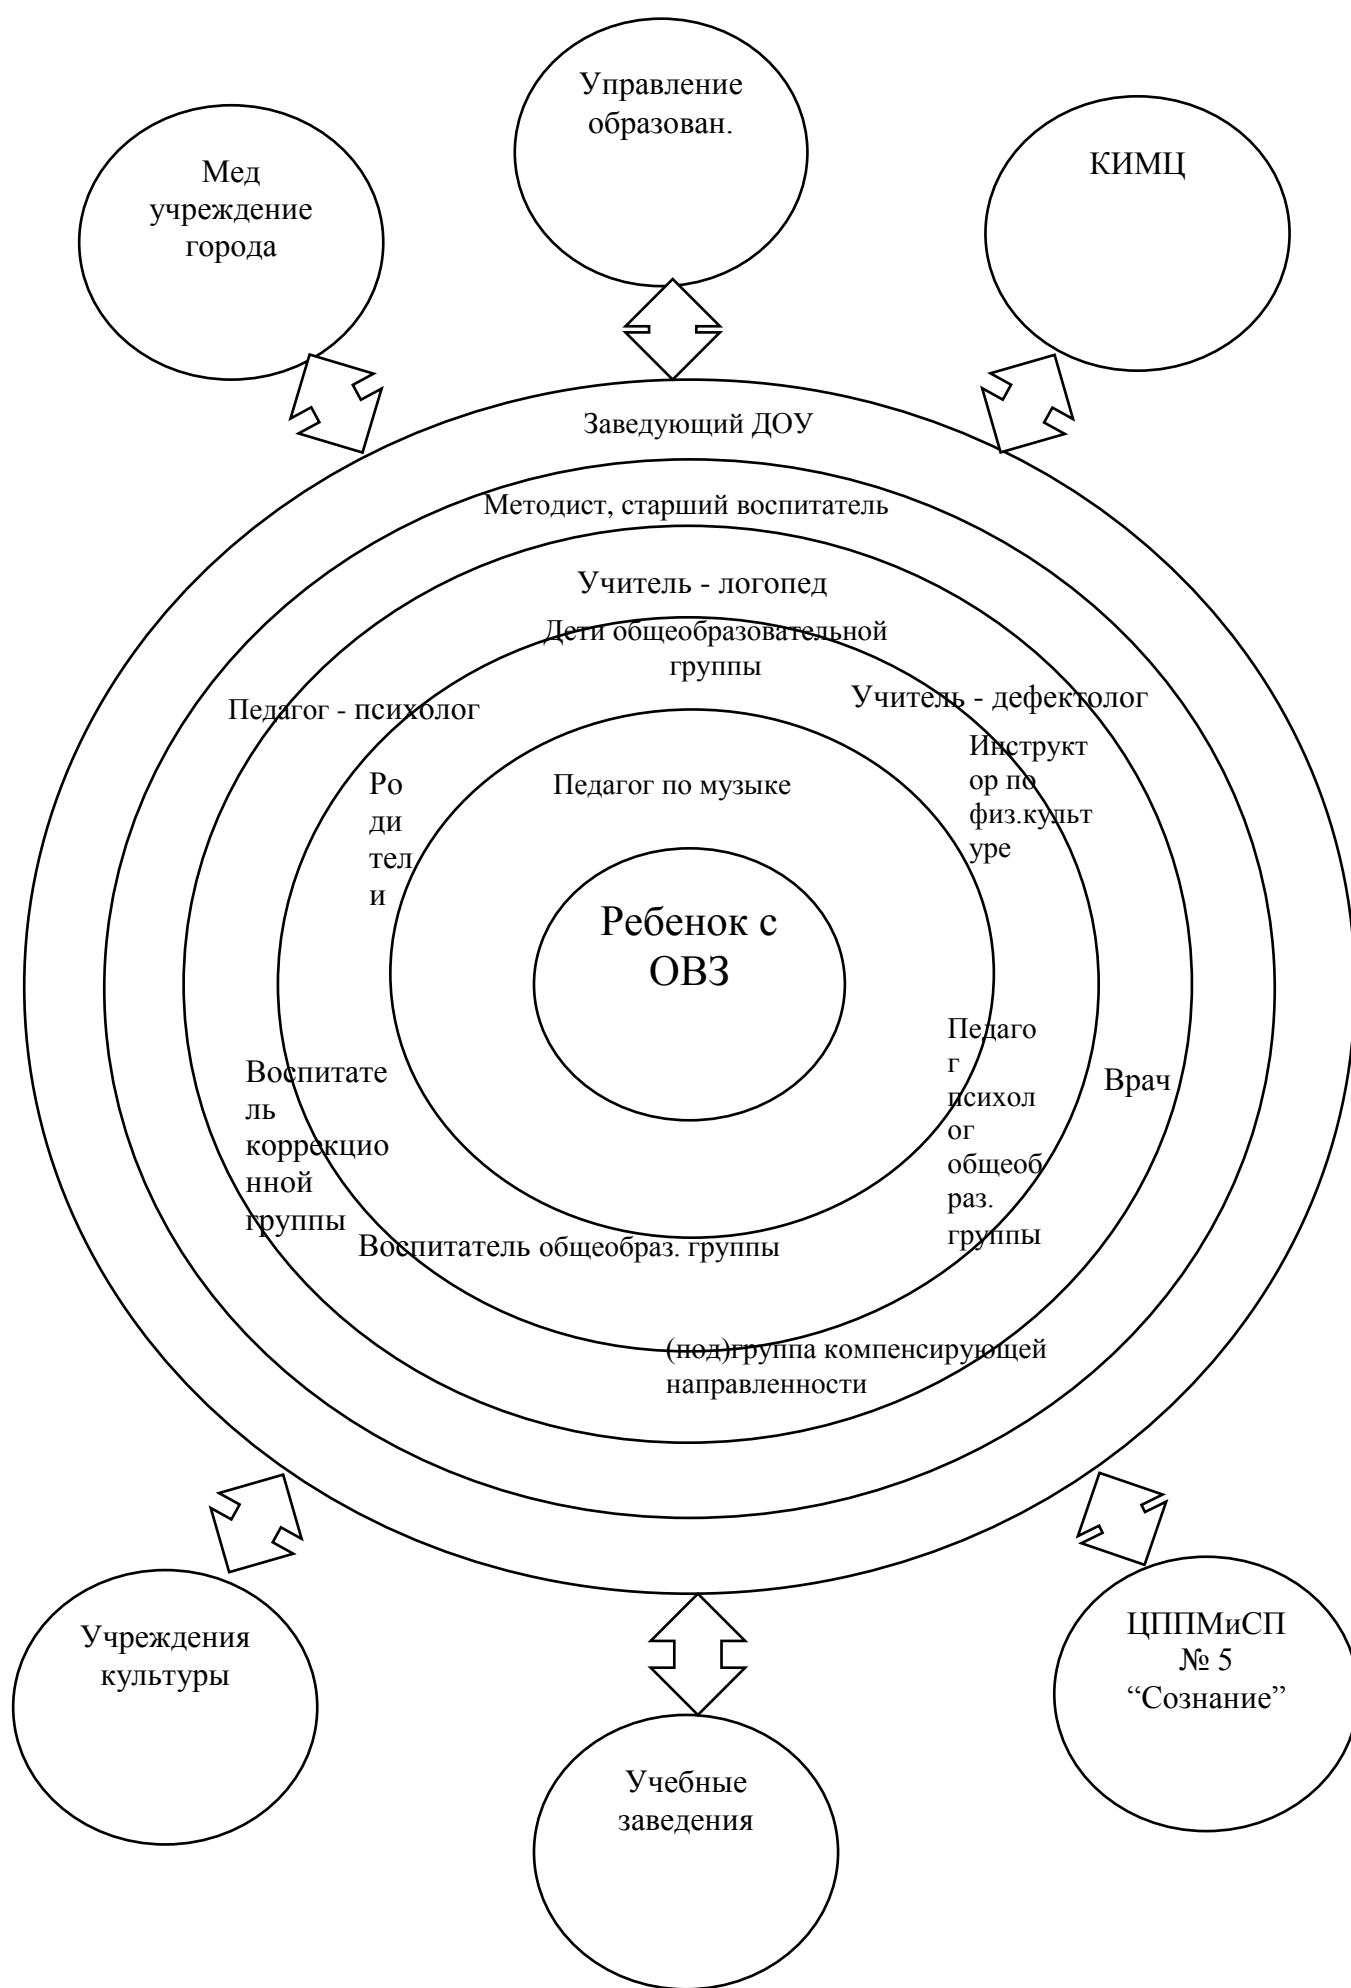 Управление
образован.
Мед
учреждение
города
КИМЦ
Заведующий ДОУ
Методист, старший воспитатель
Учитель - логопед
Дети общеобразовательной
группы
Педагог - психолог
Учитель - дефектолог
Ро
ди
тел
и
Педагог по музыке
Инструкт
ор по
физ.культ
уре
Ребенок с
ОВЗ
Воспитате
ль
коррекцио
нной
группы
Педаго
г
психол
ог
общеоб
раз.
группы
Врач
Воспитатель общеобраз. группы
(под)группа компенсирующей
направленности
Учреждения
культуры
Учебные
заведения
ЦППМиСП
№ 5
“Сознание”